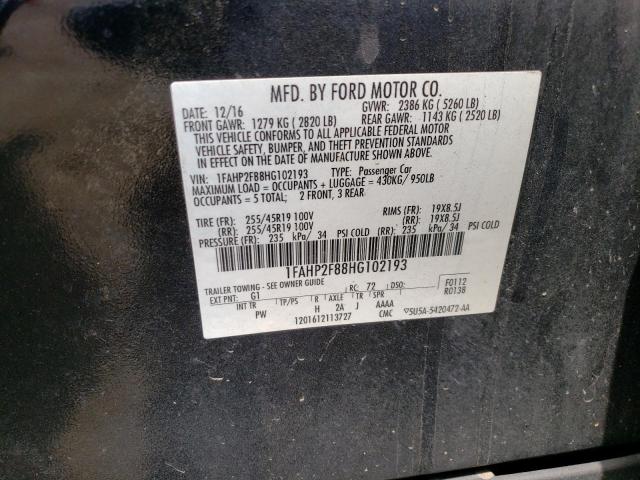 MFD. BY FORD MOTOR CO.
DATE: 12/16 GVWR: 2386 KG ( 5260 LB)
FRONT GAWR: 1279 KG ( 2820 LB) REAR GAWR: 1143 KG ( 2520 LB)
THIS VEHICLE CONFORMS TO ALL APPLICABLE FEDERAL MOTOR
VEHICLE SAFETY, BUMPER, AND THEFT PREVENTION STANDARDS
IN EFFECT ON THE DATE OF MANUFACTURE SHOWN ABOVE.
VIN: 1FAHP2F88HG102193 TYPE: Passenger Car
MAXIMUM LOAD = OCCUPANTS + LUGGAGE = 430KG/ 950LB
OCCUPANTS = 5 TOTAL; 2 FRONT, 3 REAR
TIRE (FR): 255/45R19 100V RIMS (FR): 19X8.5J
(RR): 255/45R19 100V (RR): 19X8.5J
PRESSURE (FR): 235 kPa/ 34 PSI COLD (RR): 235 kPa/ 34 PSI COLD
1FAHP2F88HG102193
TRAILER TOWING - SEE OWNER GUIDE
EXT PNT: G1 RC: 72 F0112
INT TR TP/PS R AXLE TR SPR R0138
PW H 2A J AAAA
1201612113727 CMC 5U5A-5420472-AA